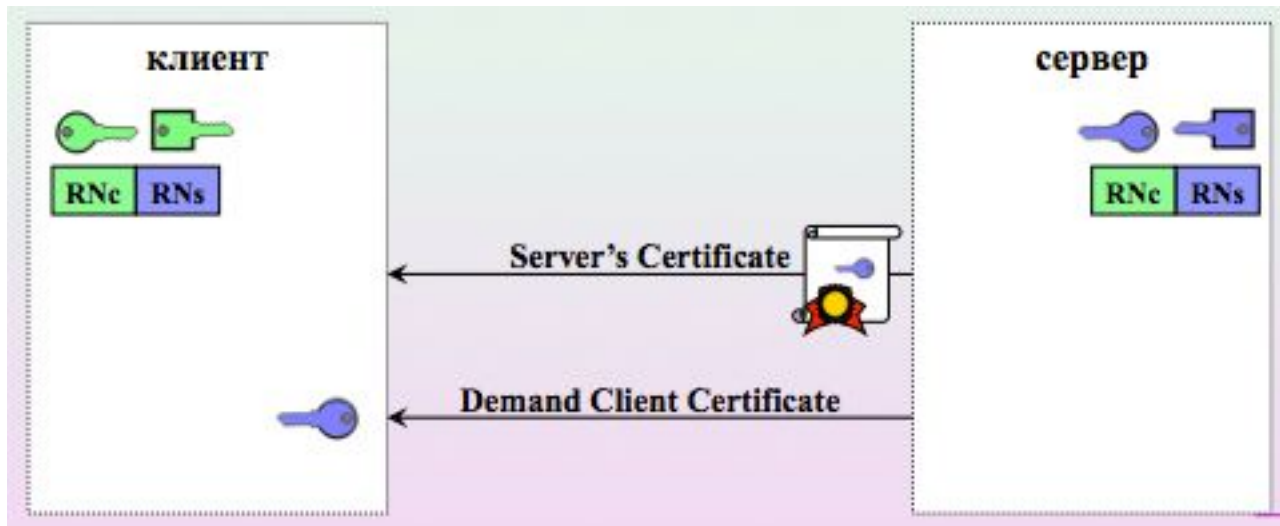 клиент
сервер
RNc RNs
RNc RNs
Server's Certificate
Demand Client Certificate